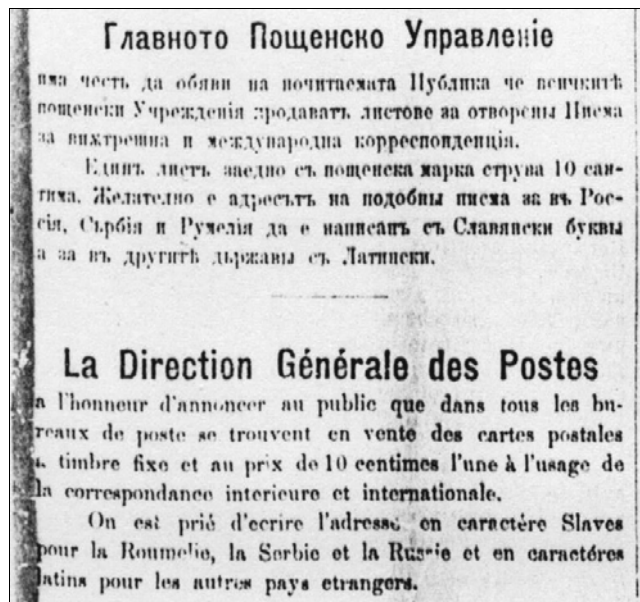 Главното Пощенско Управленіе
има честь да обяви на почитаемата Публика че всичкитѣ
пощенски Учрежденія продаватъ листове за отворены Писма
за вѫтрешна и международна корреспонденція.
Единъ листъ заедно съ пощенска марка струва 10 сан-
тима. Желателно е адресътъ на подобны писма за въ Рос-
сія, Сърбія и Румелія да е написанъ съ Славянски буквы
а за въ другитѣ държавы съ Латински.
La Direction Générale des Postes
a l'honneur d'annoncer au public que dans tous les bu-
reaux de poste se trouvent en vente des cartes postales
à timbre fixe et au prix de 10 centimes l'une à l'usage de
la correspondance interieure et internationale.
On est prié d'ecrire l'adresse en caractère Slaves
pour la Roumelie, la Serbie et la Russie et en caractéres
latins pour les autres pays etrangers.